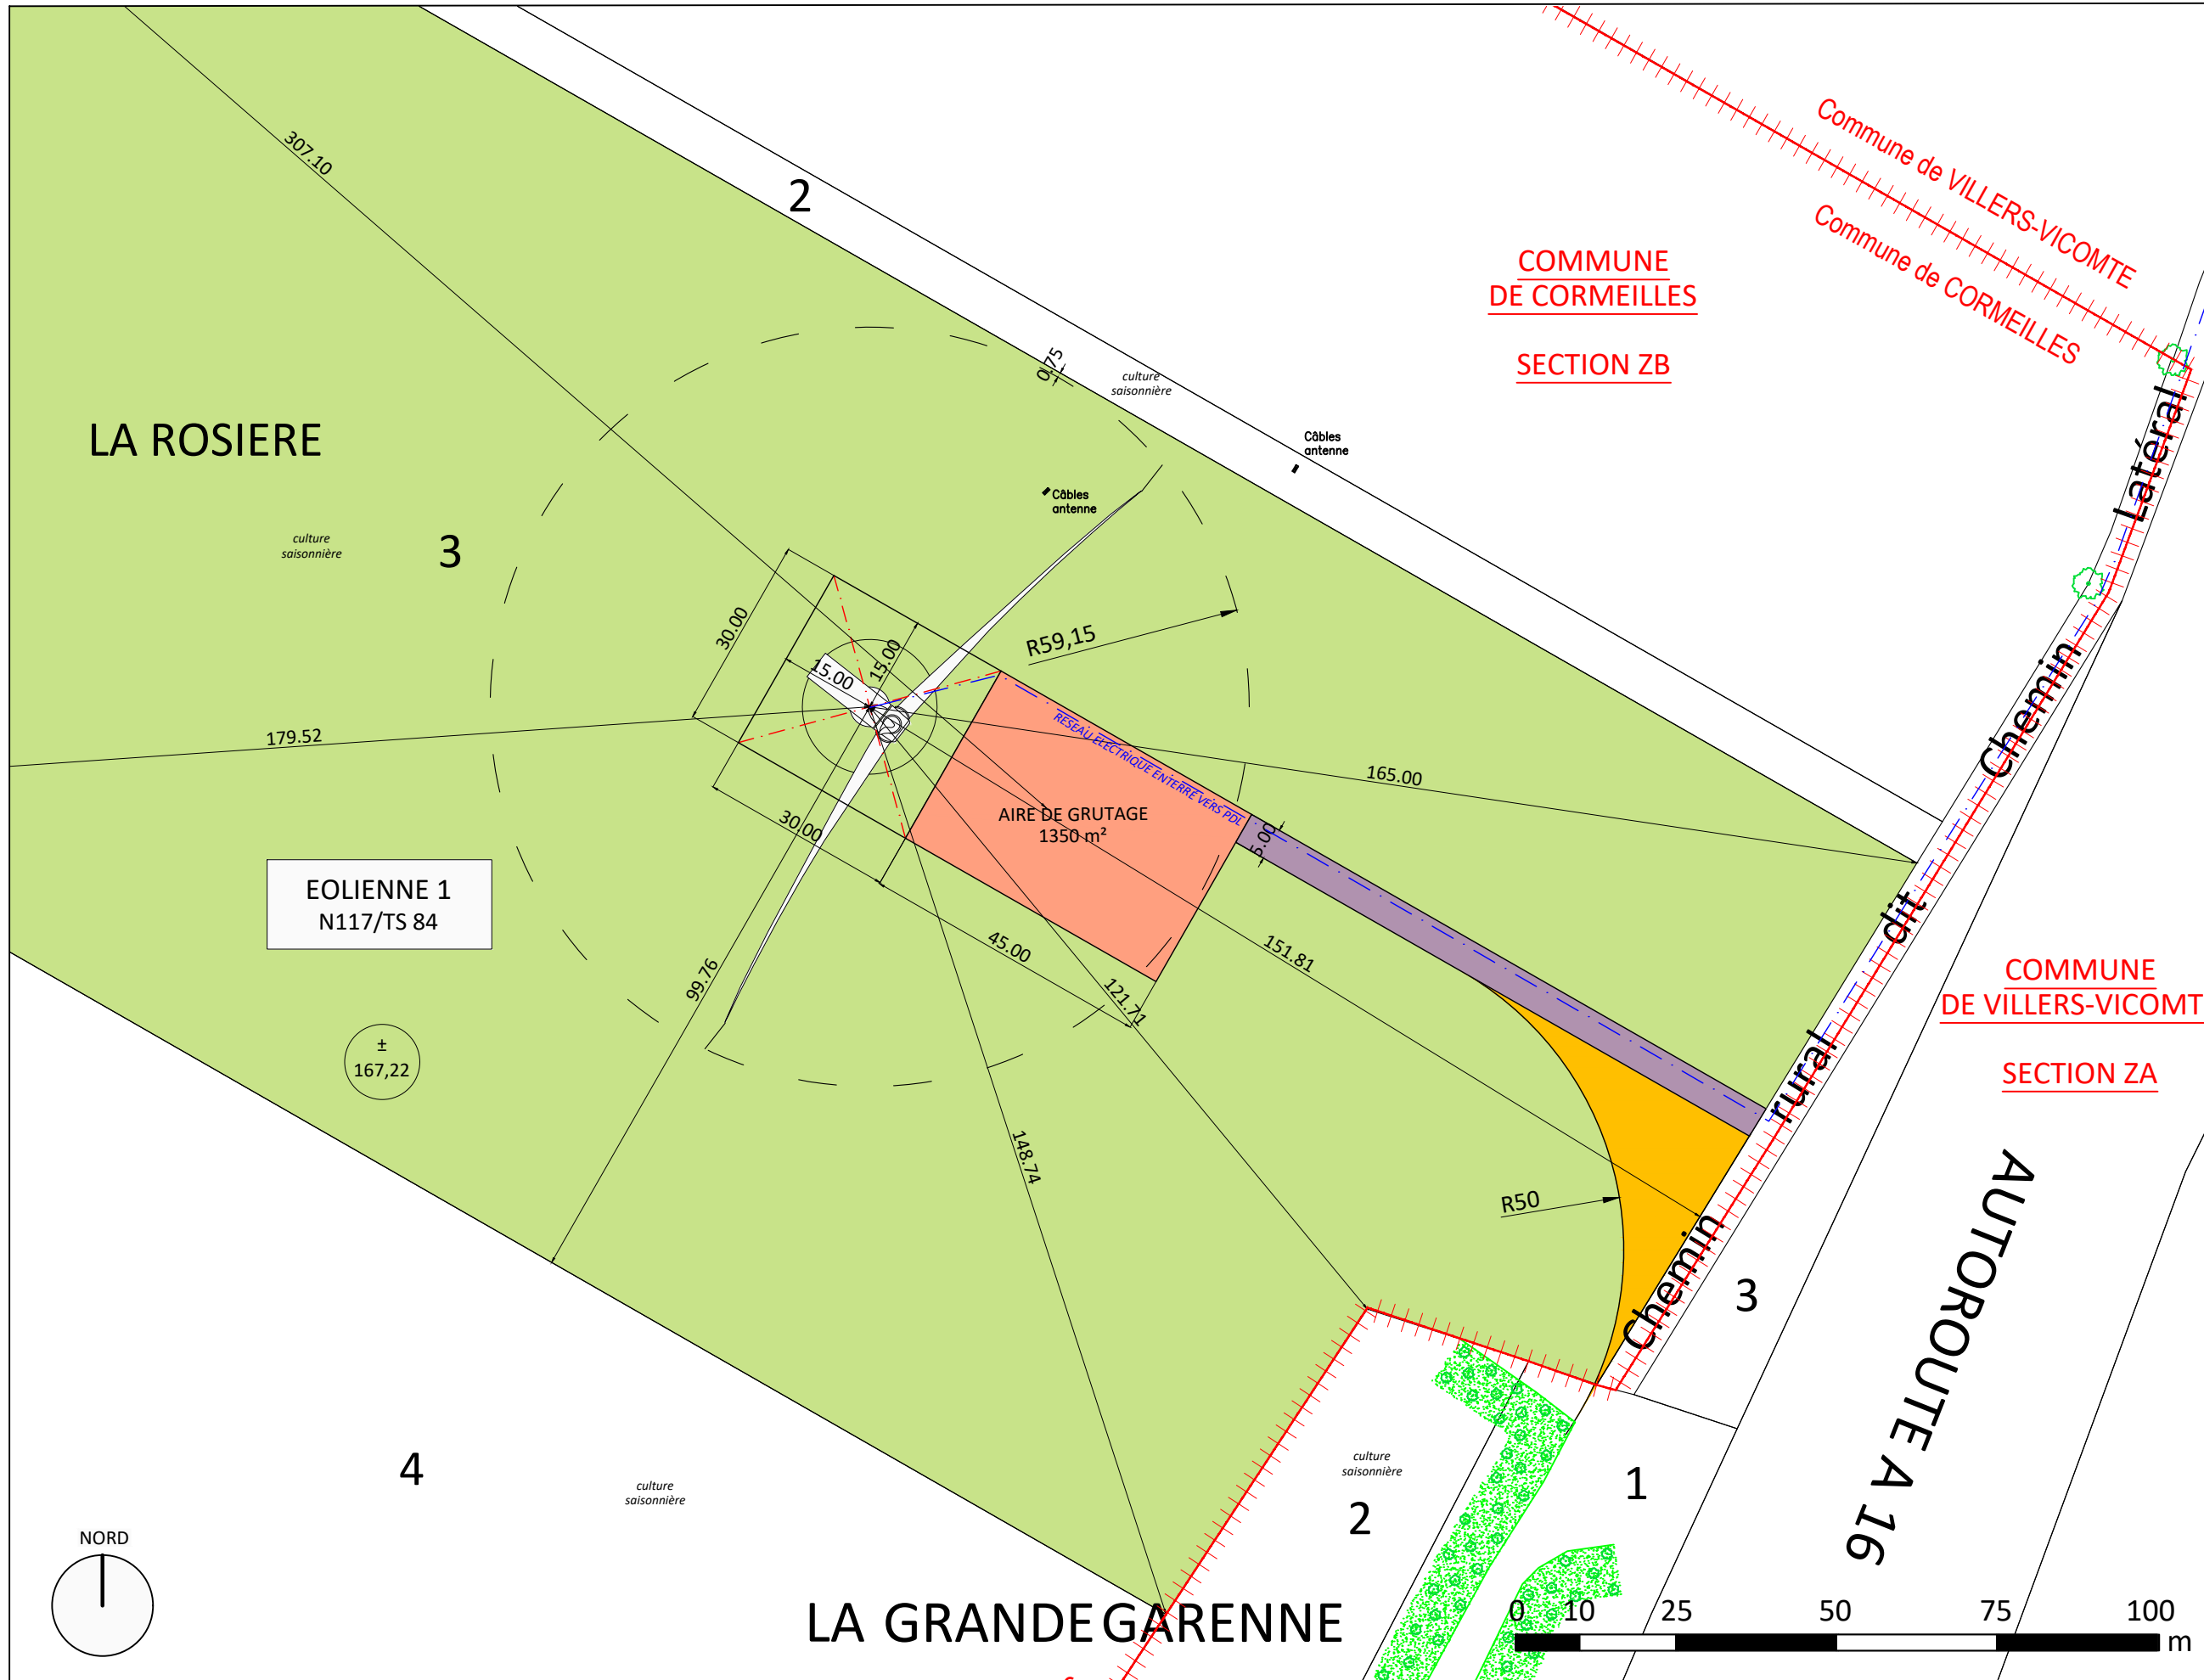 307.10
2
Commune de VILLERS-VICOMTE
Commune de CORMEILLES
COMMUNE
DE CORMEILLES
SECTION ZB
0.75
culture
saisonnière
LA ROSIERE
Câbles
antenne
Câbles
antenne
culture
saisonnière
3
30.00
15.00
15.00
R59,15
179.52
RESEAU ELECTRIQUE ENTERRE VERS PDL
165.00
AIRE DE GRUTAGE
1350 m²
30.00
5.00
EOLIENNE 1
N117/TS 84
45.00
151.81
99.76
121.71
±
167,22
Chemin rural dit Chemin Latéral
COMMUNE
DE VILLERS-VICOMT
SECTION ZA
148.74
R50
3
AUTOROUTE A 16
4
culture
saisonnière
culture
saisonnière
2
1
NORD
LA GRANDE GARENNE
0 10 25 50 75 100
m